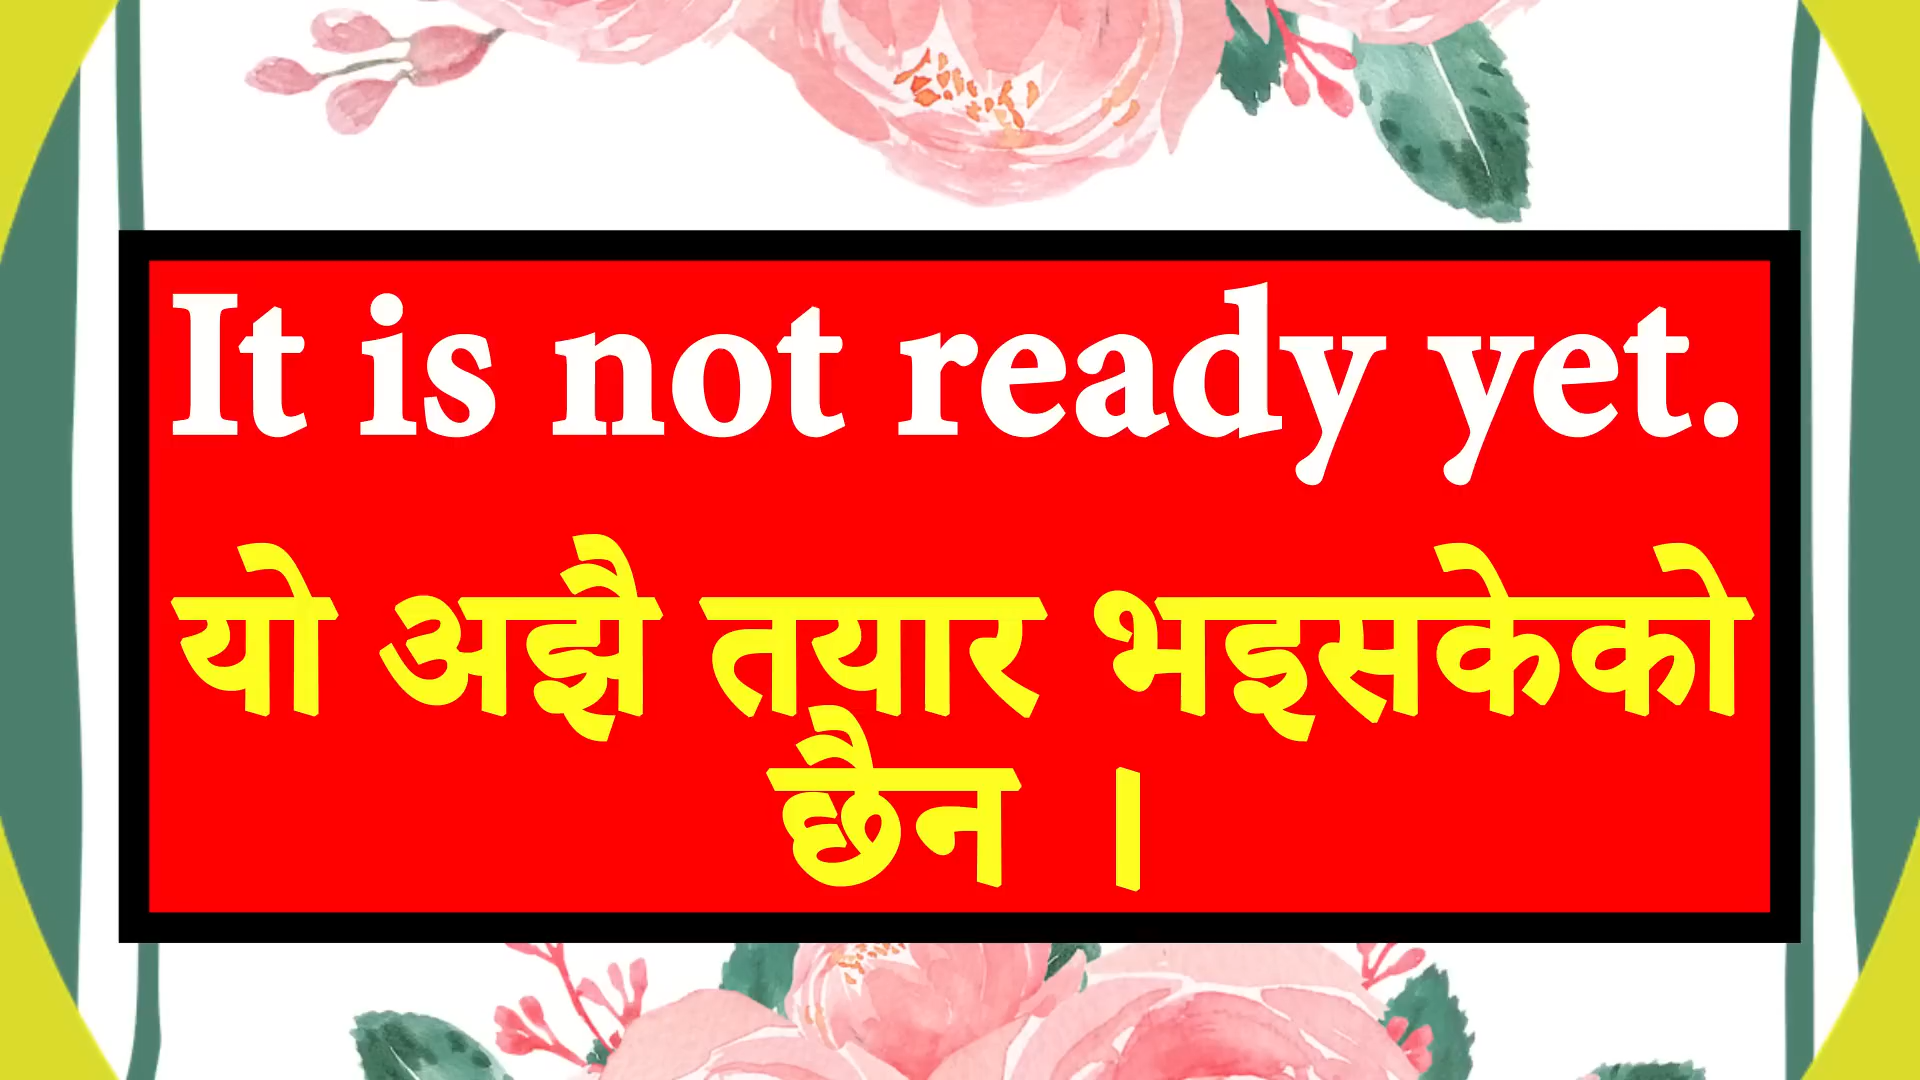 It is not ready yet.
यो अझै तयार भइसकेको
छैन ।